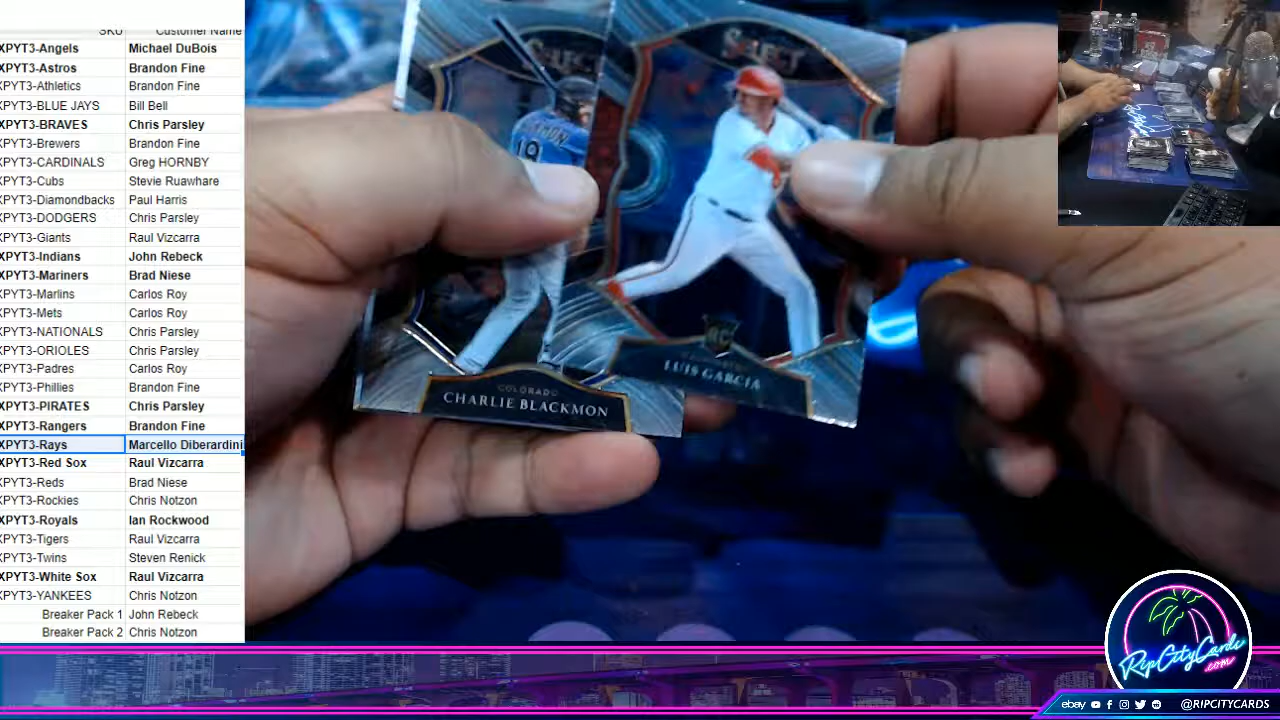 SKU Customer Name
XPYT3-Angels Michael DuBois
XPYT3-Astros Brandon Fine
XPYT3-Athletics Brandon Fine
XPYT3-BLUE JAYS Bill Bell
XPYT3-BRAVES Chris Parsley
XPYT3-Brewers Brandon Fine
XPYT3-CARDINALS Greg HORNBY
XPYT3-Cubs Stevie Ruawhare
XPYT3-Diamondbacks Paul Harris
XPYT3-DODGERS Chris Parsley
XPYT3-Giants Raul Vizcarra
XPYT3-Indians John Rebeck
XPYT3-Mariners Brad Niese
XPYT3-Marlins Carlos Roy
XPYT3-Mets Carlos Roy
XPYT3-NATIONALS Chris Parsley
XPYT3-ORIOLES Chris Parsley
XPYT3-Padres Carlos Roy
XPYT3-Phillies Brandon Fine
XPYT3-PIRATES Chris Parsley
XPYT3-Rangers Brandon Fine
XPYT3-Rays Marcello Diberardini
XPYT3-Red Sox Raul Vizcarra
XPYT3-Reds Brad Niese
XPYT3-Rockies Chris Notzon
XPYT3-Royals Ian Rockwood
XPYT3-Tigers Raul Vizcarra
XPYT3-Twins Steven Renick
XPYT3-White Sox Raul Vizcarra
XPYT3-YANKEES Chris Notzon
Breaker Pack 1 John Rebeck
Breaker Pack 2 Chris Notzon
SELECT
19
COLORADO
CHARLIE BLACKMON
SELECT
RC
LUIS GARCIA
RipCityCards
.com
ebay @RIPCITYCARDS